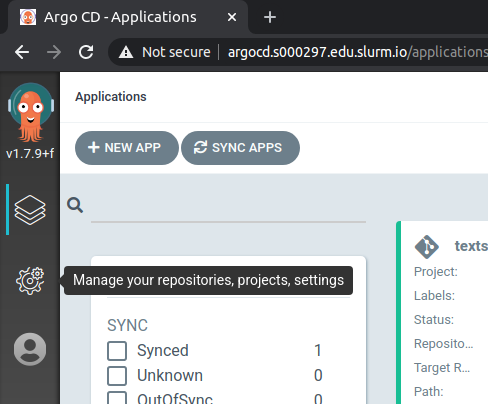 Argo CD - Applications
Not secure argocd.s000297.edu.slurm.io/applications
Applications
v1.7.9+f
NEW APP
SYNC APPS
texts
Manage your repositories, projects, settings
Project:
Labels:
Status:
Reposito...
Target R...
Path:
SYNC
Synced 1
Unknown 0
OutOfSync 0